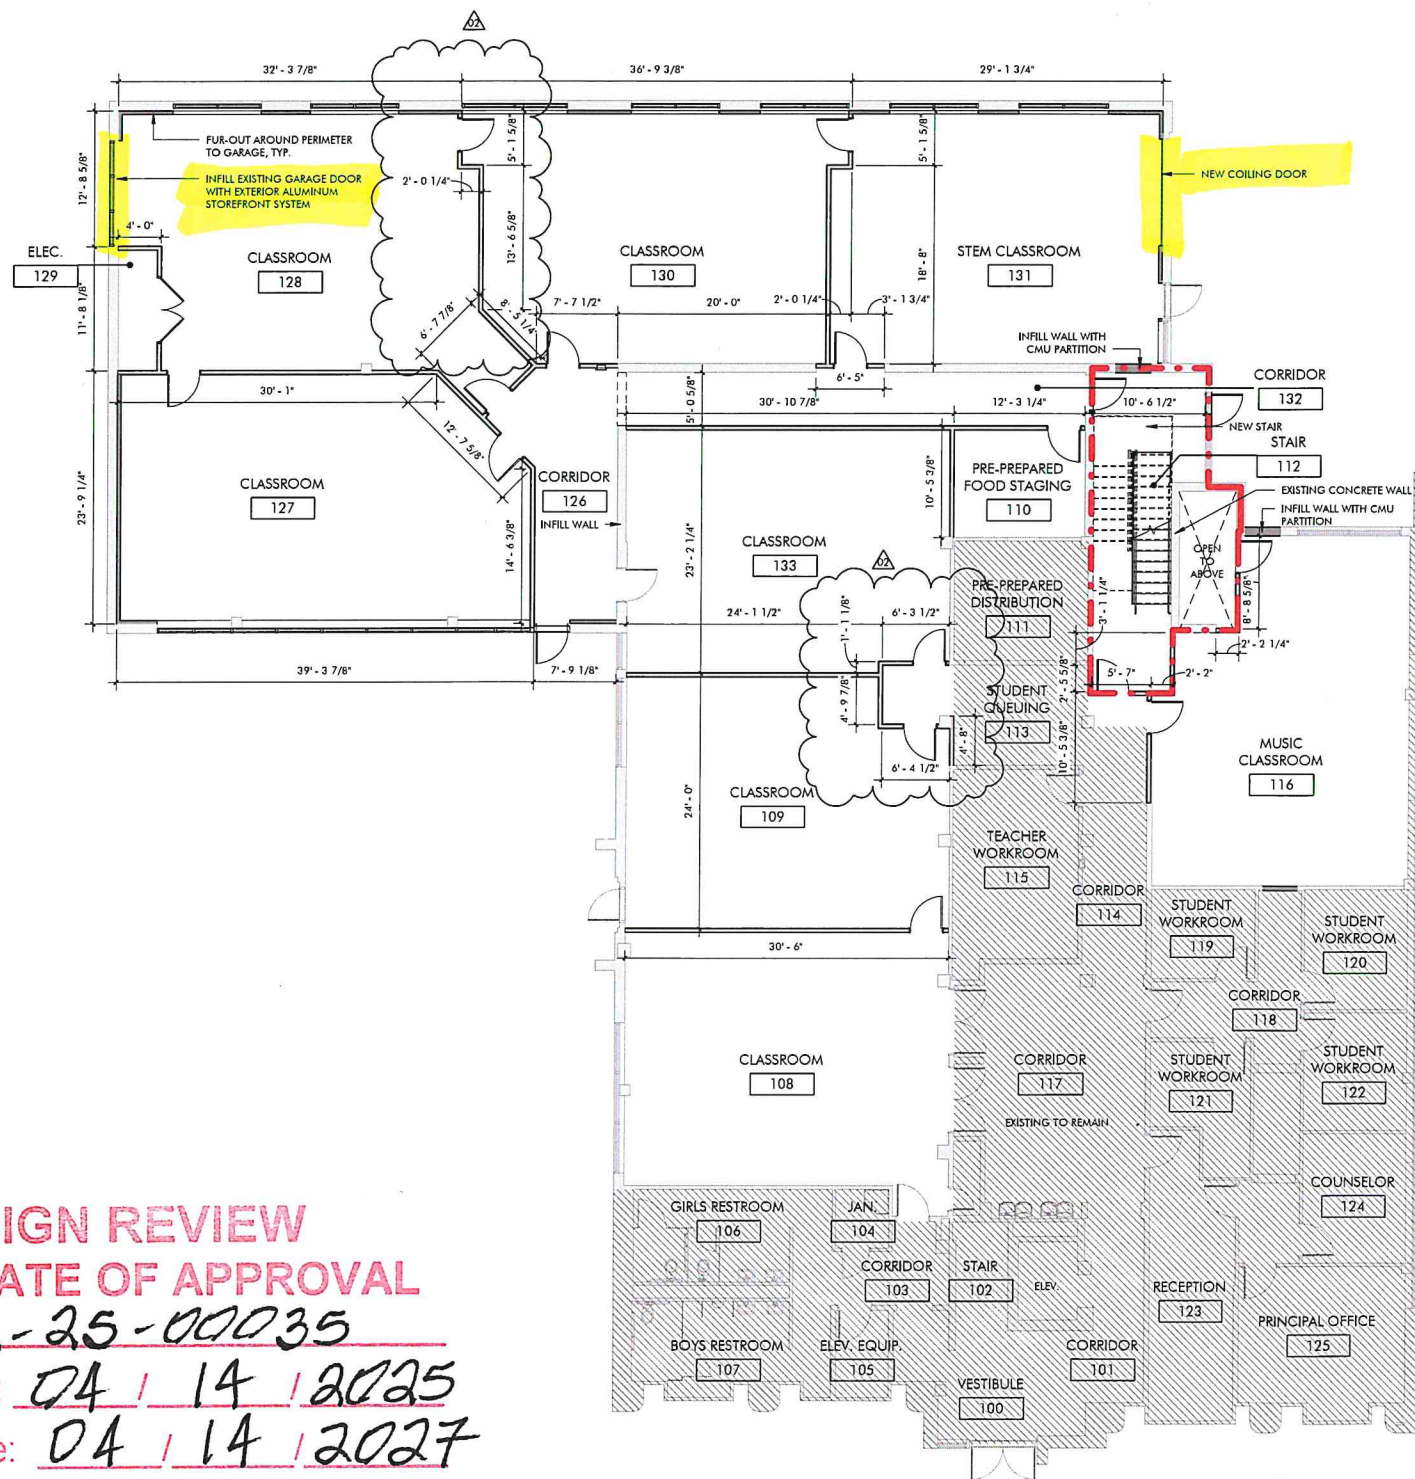 02
32' - 3 7/8"
36' - 9 3/8"
29' - 1 3/4"
FUR-OUT AROUND PERIMETER
TO GARAGE, TYP.
INFILL EXISTING GARAGE DOOR
WITH EXTERIOR ALUMINUM
STOREFRONT SYSTEM
12' - 8 5/8"
4' - 0"
2' - 0 1/4"
5' - 1 5/8"
13' - 6 5/8"
5' - 1 5/8"
18' - 8"
NEW COILING DOOR
ELEC.
129
CLASSROOM
128
CLASSROOM
130
STEM CLASSROOM
131
11' - 8 1/8"
6' - 7 7/8"
8' - 5 1/4"
7' - 7 1/2"
20' - 0"
2' - 0 1/4"
3' - 1 3/4"
INFILL WALL WITH
CMU PARTITION
6' - 5"
CORRIDOR
132
30' - 1"
5' - 0 5/8"
30' - 10 7/8"
12' - 3 1/4"
10' - 6 1/2"
NEW STAIR
STAIR
112
12' - 7 5/8"
CLASSROOM
127
23' - 9 1/4"
CORRIDOR
126
INFILL WALL
PRE-PREPARED
FOOD STAGING
110
10' - 5 3/8"
EXISTING CONCRETE WALL
INFILL WALL WITH CMU
PARTITION
14' - 6 3/8"
CLASSROOM
133
23' - 2 1/4"
OPEN
TO
ABOVE
02
PRE-PREPARED
DISTRIBUTION
111
3' - 1 1/4"
8' - 8 5/8"
24' - 1 1/2"
1' - 11 1/8"
6' - 3 1/2"
2' - 2 1/4"
39' - 3 7/8"
7' - 9 1/8"
4' - 9 7/8"
STUDENT
QUEUING
113
2' - 5 5/8"
5' - 7"
2' - 2"
4' - 8"
10' - 5 3/8"
6' - 4 1/2"
MUSIC
CLASSROOM
116
CLASSROOM
109
24' - 0"
TEACHER
WORKROOM
115
CORRIDOR
114
STUDENT
WORKROOM
119
STUDENT
WORKROOM
120
30' - 6"
CORRIDOR
118
CLASSROOM
108
CORRIDOR
117
EXISTING TO REMAIN
STUDENT
WORKROOM
121
STUDENT
WORKROOM
122
COUNSELOR
124
GIRLS RESTROOM
106
JAN.
104
CORRIDOR
103
STAIR
102
ELEV.
RECEPTION
123
PRINCIPAL OFFICE
125
BOYS RESTROOM
107
ELEV. EQUIP.
105
CORRIDOR
101
VESTIBULE
100
IGN REVIEW
ATE OF APPROVAL
-25-00035
: 04 / 14 / 2025
e: 04 / 14 / 2027